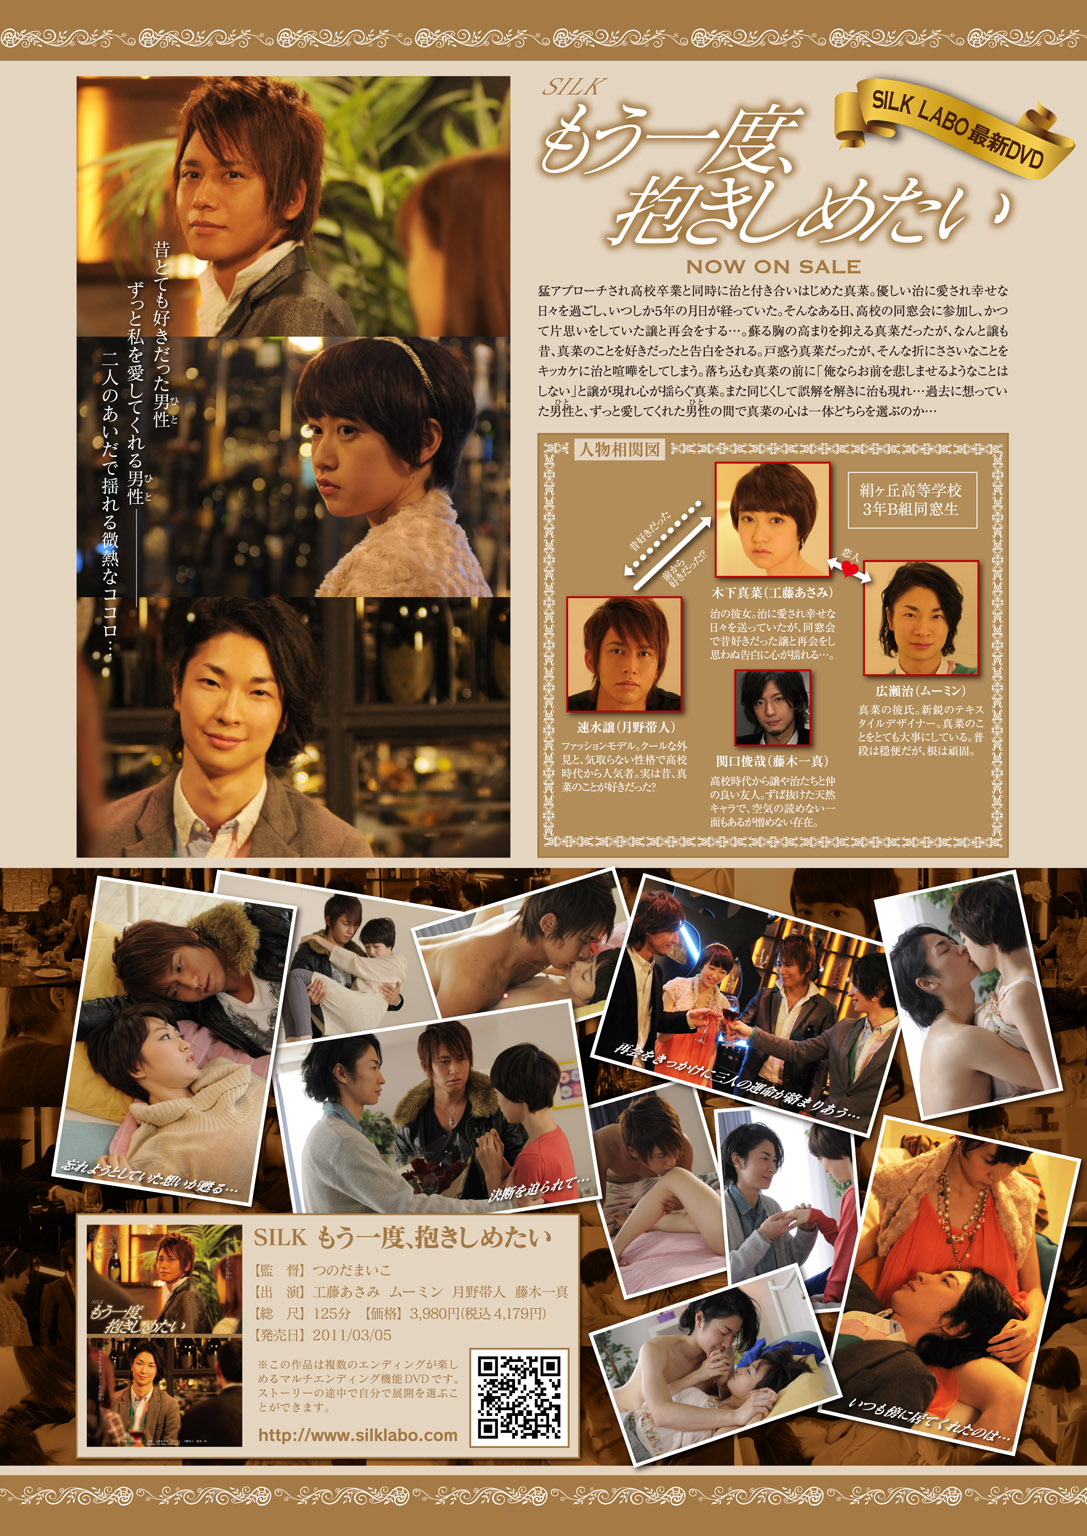 SILK
もう一度、
抱きしめたい
SILK LABO 最新DVD
NOW ON SALE
昔とても好きだった男性
ひと
ずっと私を愛してくれる男性――
ひと
二人のあいだで揺れる微熱なココロ…
猛アプローチされ高校卒業と同時に治と付き合いはじめた真菜。優しい治に愛され幸せな
日々を過ごし、いつしか5年の月日が経っていた。そんなある日、高校の同窓会に参加し、かつ
て片思いをしていた譲と再会をする…。蘇る胸の高まりを抑える真菜だったが、なんと譲も
昔、真菜のことを好きだったと告白をされる。戸惑う真菜だったが、そんな折にささいなことを
キッカケに治と喧嘩をしてしまう。落ち込む真菜の前に「俺ならお前を悲しませるようなことは
しない」と譲が現れ心が揺らぐ真菜。また同じくして誤解を解きに治も現れ…過去に想ってい
ひと ひと
た男性と、ずっと愛してくれた男性の間で真菜の心は一体どちらを選ぶのか…
人物相関図
絹ヶ丘高等学校
3年B組同窓生
昔好きだった
前から
好きだった!?
恋人
木下真菜(工藤あさみ)
治の彼女。治に愛され幸せな
日々を送っていたが、同窓会
で昔好きだった譲と再会をし
思わぬ告白に心が揺れる…。
速水譲(月野帯人)
ファッションモデル。クールな外
見と、気取らない性格で高校
時代から人気者。実は昔、真
菜のことが好きだった?
広瀬治(ムーミン)
真菜の彼氏。新鋭のテキス
タイルデザイナー。真菜のこ
とをとても大事にしている。普
段は穏便だが、根は頑固。
関口俊哉(藤木一真)
高校時代から譲や治たちと仲
の良い友人。ずば抜けた天然
キャラで、空気の読めない一
面もあるが憎めない存在。
忘れようとしていた想いが甦る…
決断を迫られて…
再会をきっかけに三人の運命が絡まりあう…
いつも傍に居てくれたのは…
SILK
もう一度、
抱きしめたい
SILK もう一度、抱きしめたい
【監 督】つのだまいこ
【出 演】工藤あさみ ムーミン 月野帯人 藤木一真
【総 尺】125分 【価格】3,980円(税込4,179円)
【発売日】2011/03/05
※この作品は複数のエンディングが楽し
めるマルチエンディング機能DVDです。
ストーリーの途中で自分で展開を選ぶこ
とができます。
http://www.silklabo.com